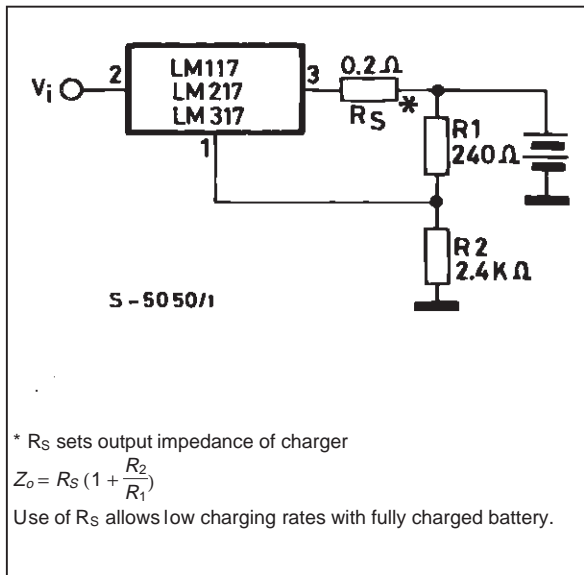 LM117
LM217
LM317
Vi
2
3
1
0.2 Ω
RS
*
R1
240 Ω
R2
2.4K Ω
S-5050/1
* RS sets output impedance of charger
Zo = RS (1 + R2/R1)
Use of RS allows low charging rates with fully charged battery.